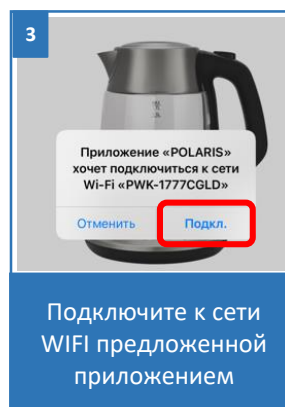 3
Приложение «POLARIS»
хочет подключиться к сети
Wi-Fi «PWK-1777CGLD»
Отменить Подкл.
Подключите к сети
WIFI предложенной
приложением